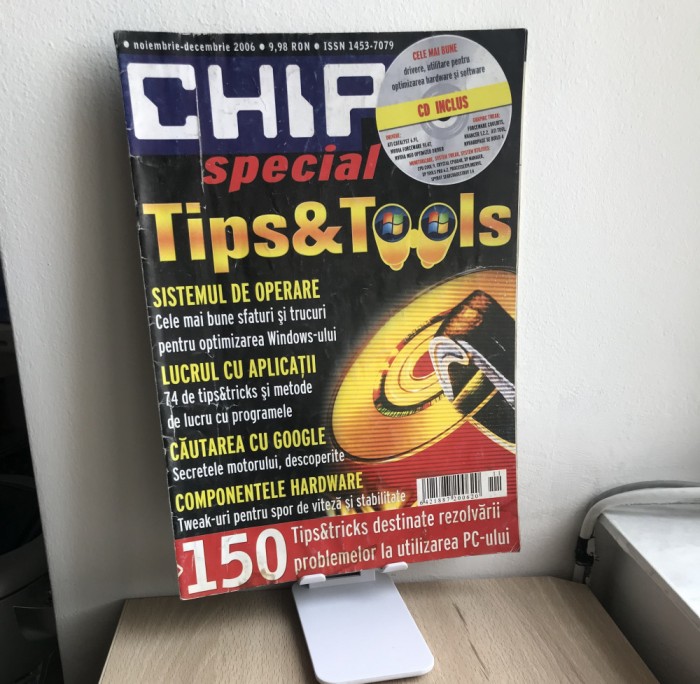 • noiembrie-decembrie 2006 • 9,98 RON • ISSN 1453-7079
CHIP
special
CELE MAI BUNE
drivere, utilitare pentru
optimizarea hardware şi software
CD INCLUS
Tips&Tools
SISTEMUL DE OPERARE
Cele mai bune sfaturi şi trucuri
pentru optimizarea Windows-ului
LUCRUL CU APLICAŢII
74 de tips&tricks şi metode
de lucru cu programele
CĂUTAREA CU GOOGLE
Secretele motorului, descoperite
COMPONENTELE HARDWARE
Tweak-uri pentru spor de viteză şi stabilitate
150 Tips&tricks destinate rezolvării
problemelor la utilizarea PC-ului